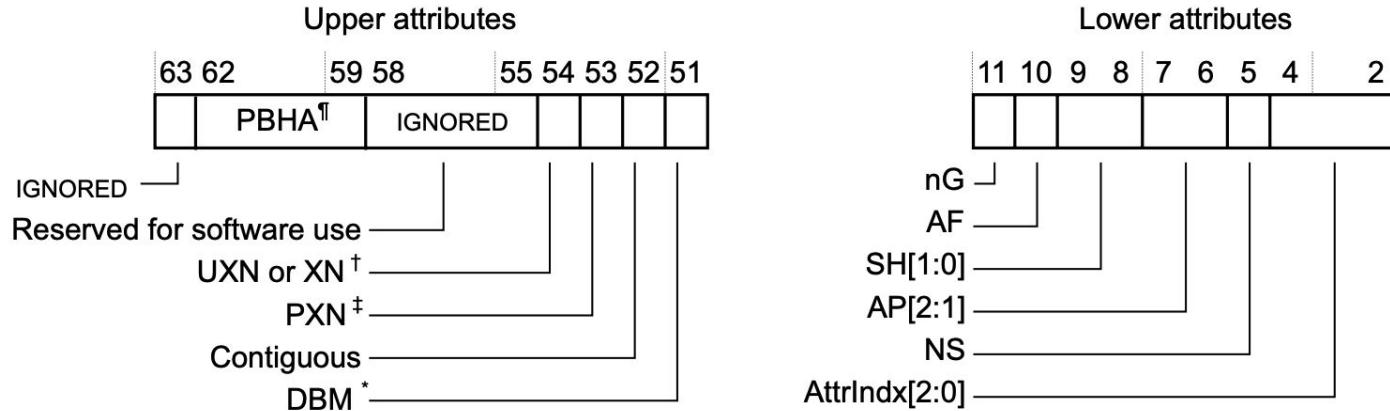 Upper attributes
63 62 59 58 55 54 53 52 51
PBHA¶ IGNORED
IGNORED
Reserved for software use
UXN or XN †
PXN ‡
Contiguous
DBM *
Lower attributes
11 10 9 8 7 6 5 4 2
nG
AF
SH[1:0]
AP[2:1]
NS
AttrIndx[2:0]